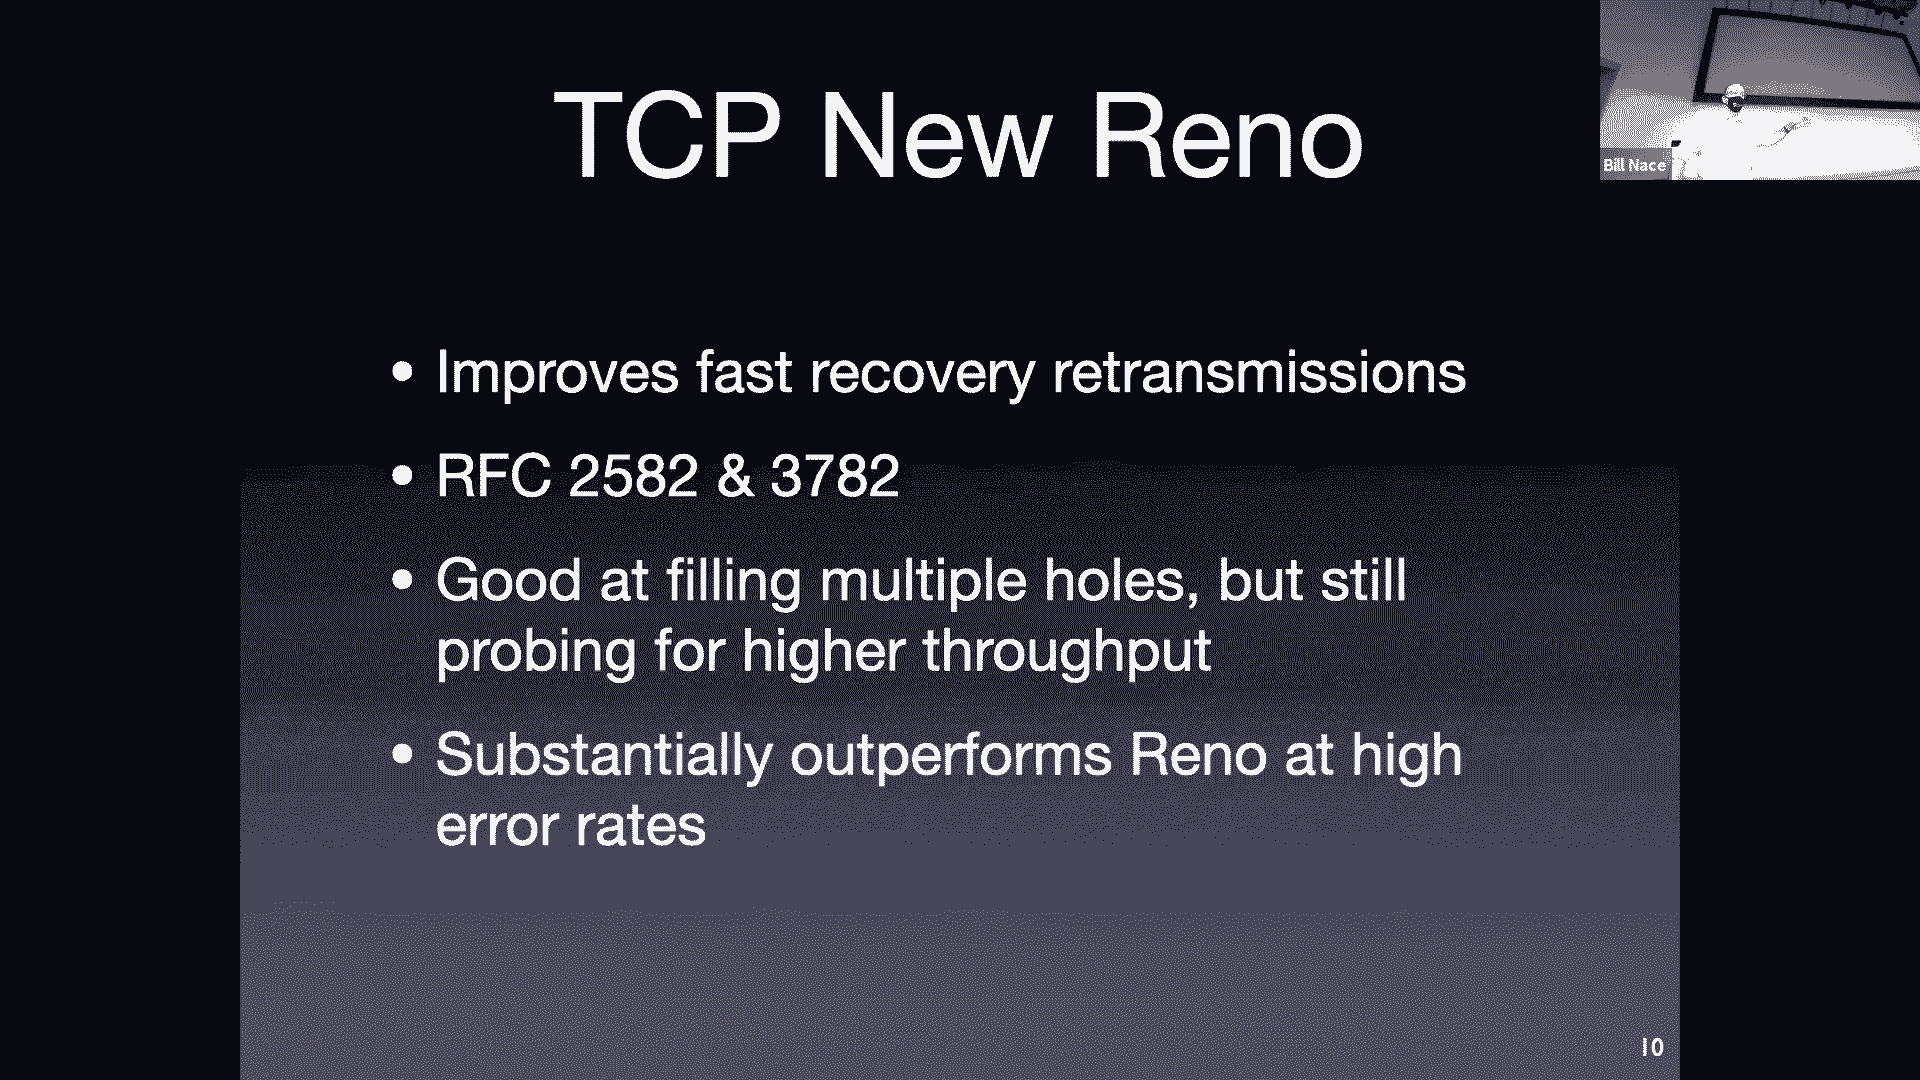 TCP New Reno
Bill Nace
• Improves fast recovery retransmissions
• RFC 2582 & 3782
• Good at filling multiple holes, but still
probing for higher throughput
• Substantially outperforms Reno at high
error rates
10